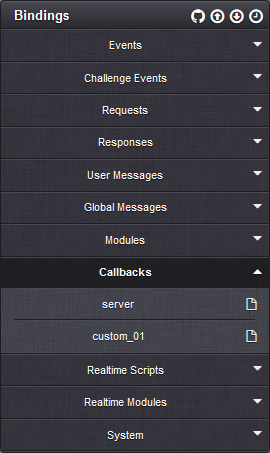 Bindings
Events
Challenge Events
Requests
Responses
User Messages
Global Messages
Modules
Callbacks
server
custom_01
Realtime Scripts
Realtime Modules
System